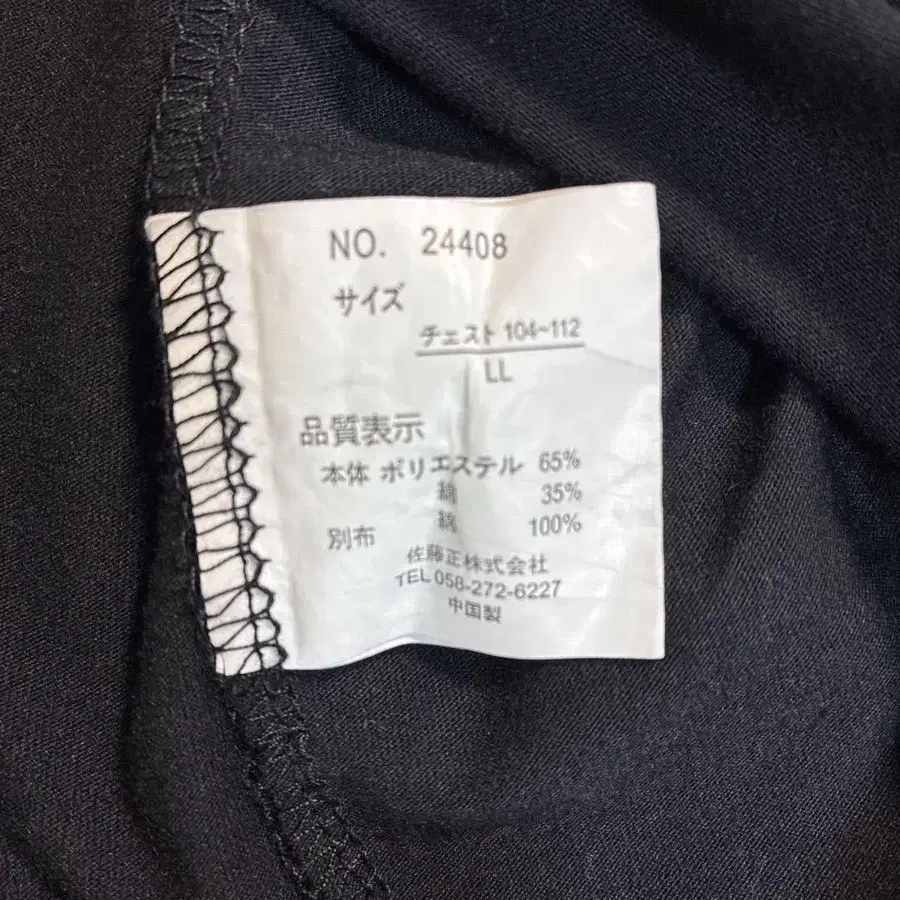 NO. 24408
サイズ
チェスト 104~112
LL
品質表示
本体 ポリエステル 65%
綿 35%
別布 綿 100%
佐藤正株式会社
TEL 058-272-6227
中国製